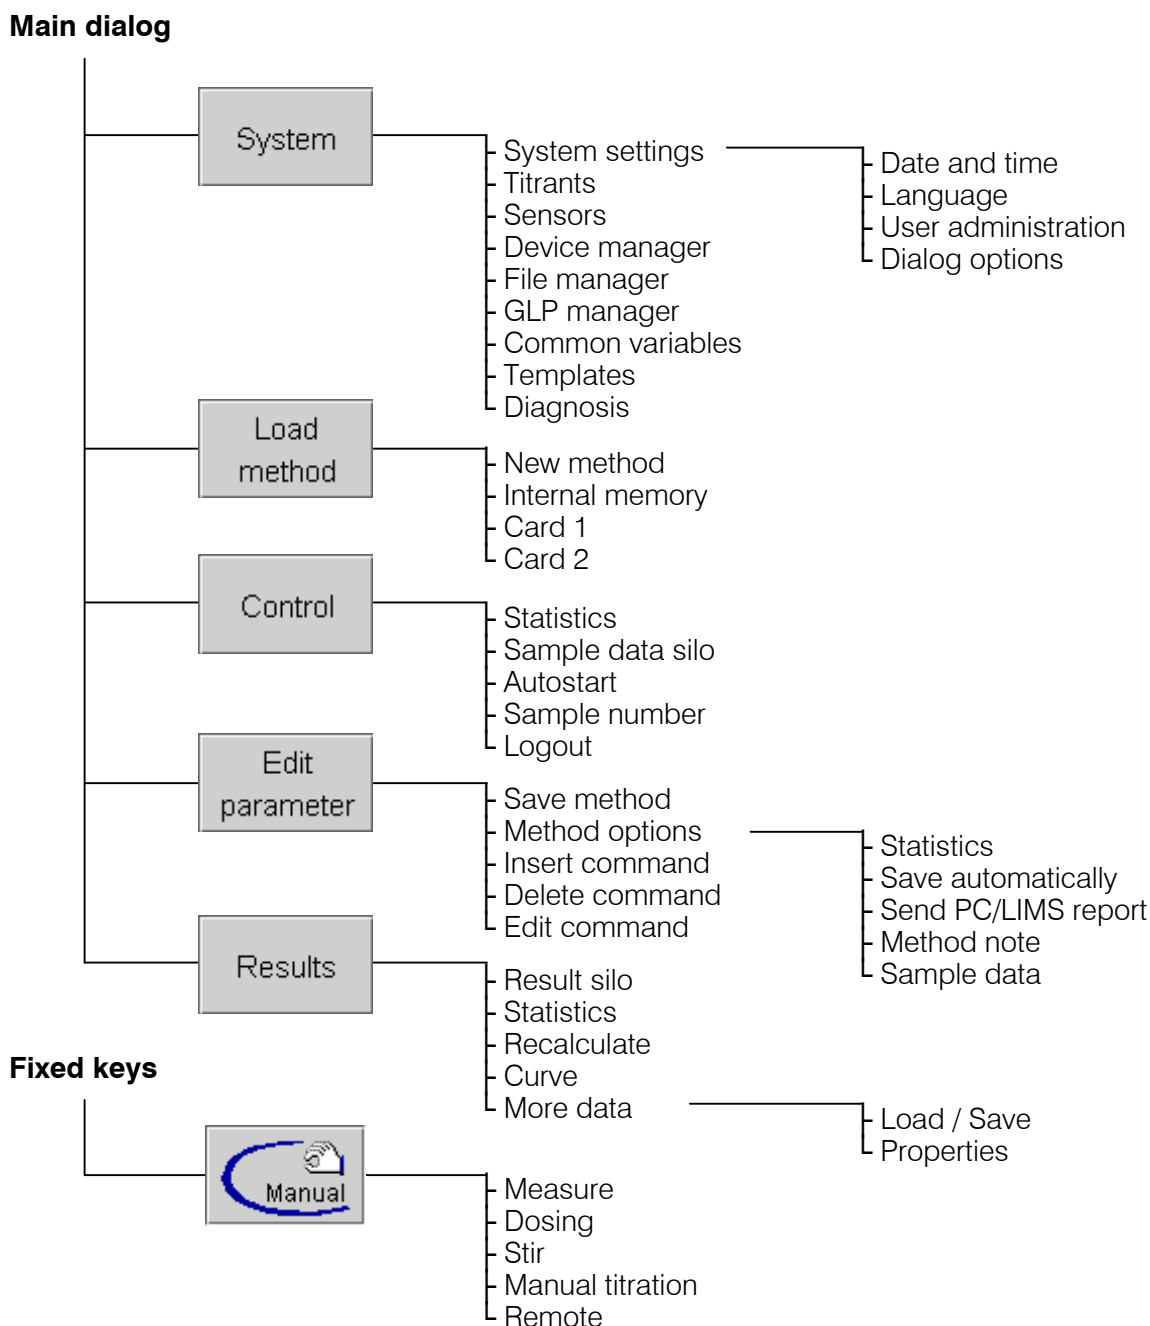 Main dialog
System
System settings
Titrants
Sensors
Device manager
File manager
GLP manager
Common variables
Templates
Diagnosis
Date and time
Language
User administration
Dialog options
Load
method
New method
Internal memory
Card 1
Card 2
Control
Statistics
Sample data silo
Autostart
Sample number
Logout
Edit
parameter
Save method
Method options
Insert command
Delete command
Edit command
Statistics
Save automatically
Send PC/LIMS report
Method note
Sample data
Results
Result silo
Statistics
Recalculate
Curve
More data
Load / Save
Properties
Fixed keys
Manual
Measure
Dosing
Stir
Manual titration
Remote